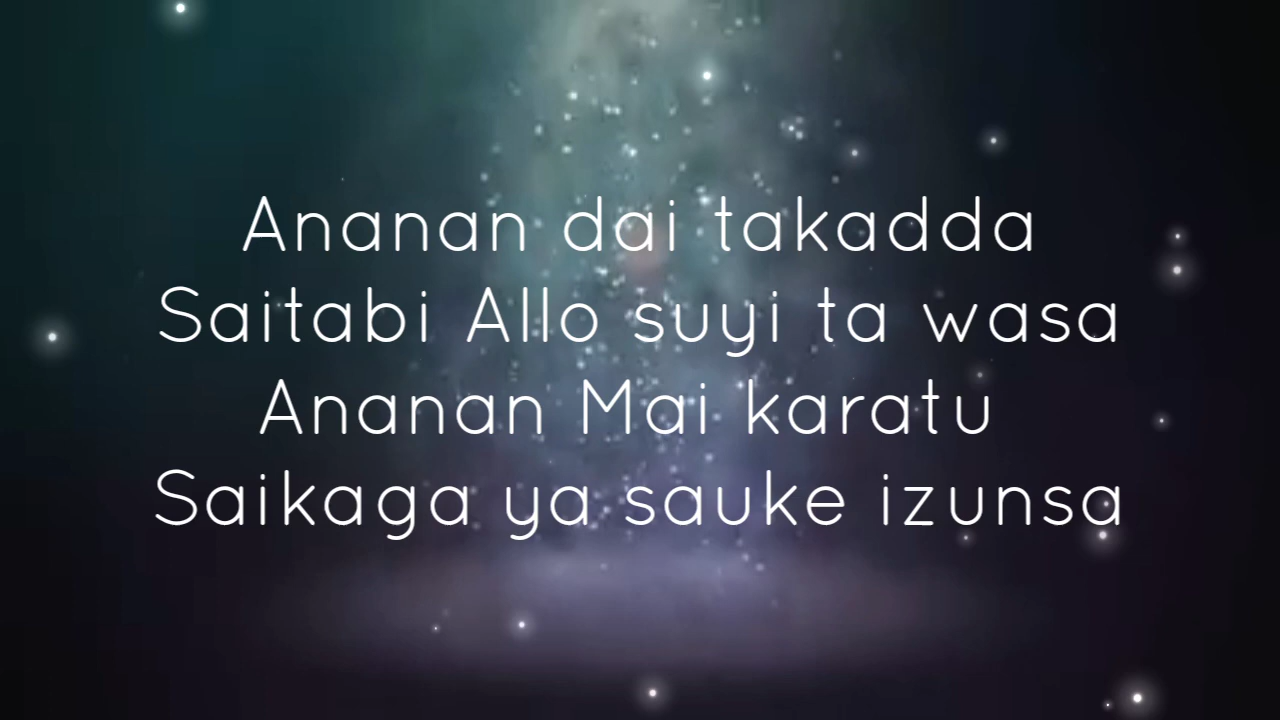 Ananan dai takadda
Saitabi Allo suyi ta wasa
Ananan Mai karatu
Saikaga ya sauke izunsa